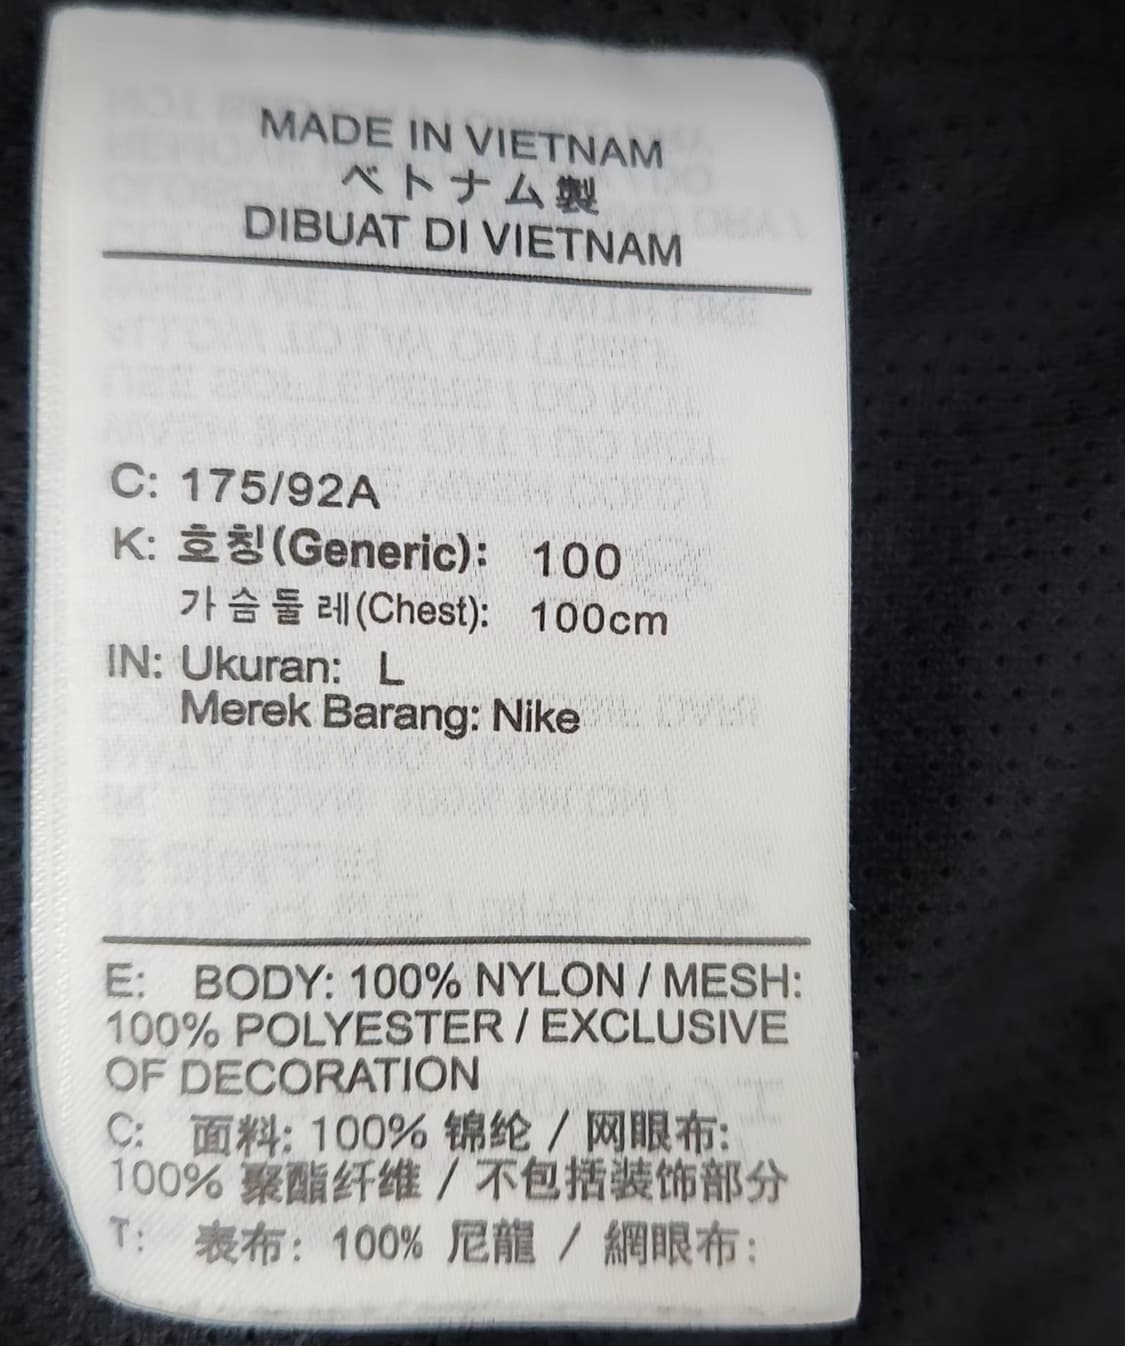 MADE IN VIETNAM
ベトナム製
DIBUAT DI VIETNAM
C: 175/92A
K: 호칭(Generic): 100
가슴둘레(Chest): 100cm
IN: Ukuran: L
Merek Barang: Nike
E: BODY: 100% NYLON / MESH:
100% POLYESTER / EXCLUSIVE
OF DECORATION
C: 面料: 100% 锦纶 / 网眼布:
100% 聚酯纤维 / 不包括装饰部分
T: 表布: 100% 尼龍 / 網眼布: